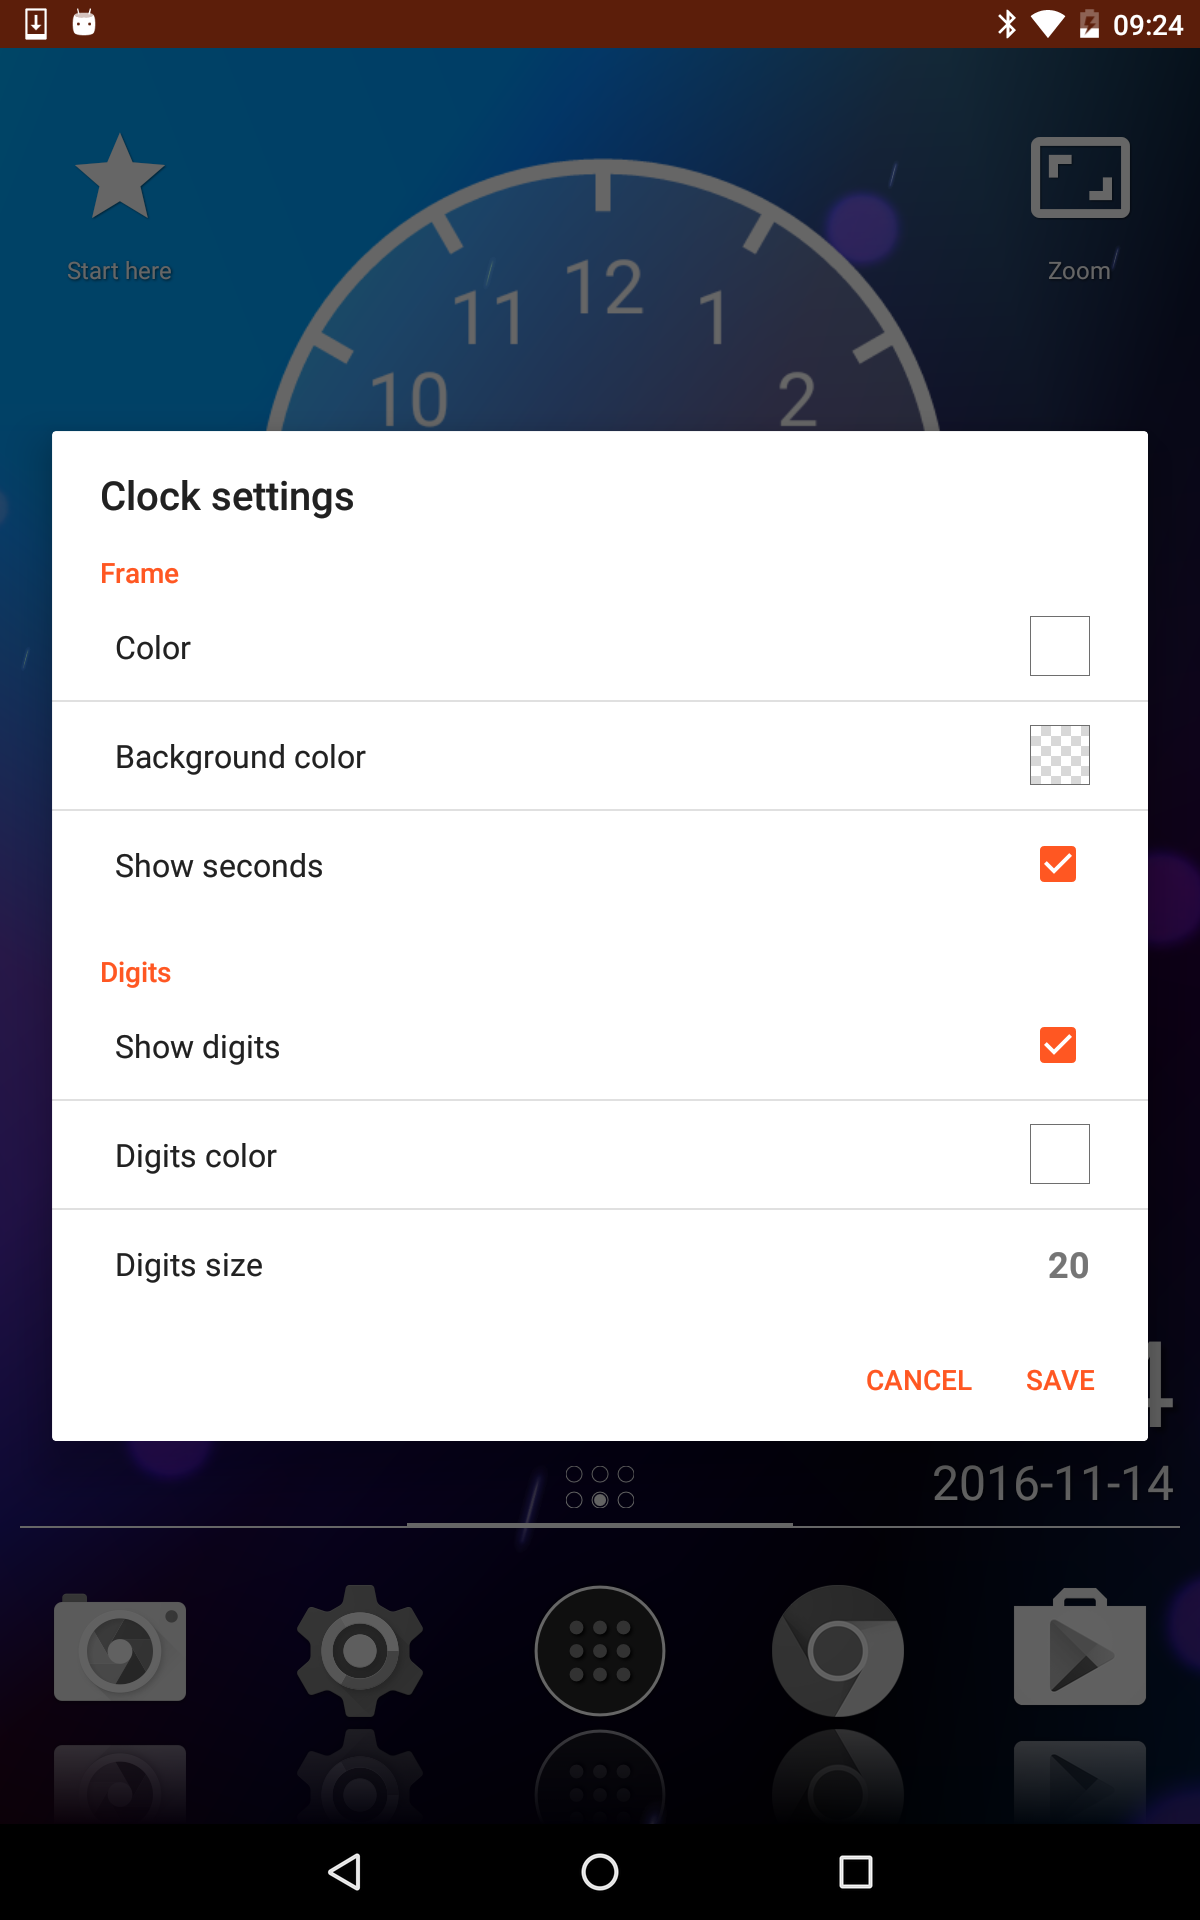 09:24
Start here
Zoom
12
11
1
10
2
Clock settings
Frame
Color
Background color
Show seconds
Digits
Show digits
Digits color
Digits size
20
CANCEL
SAVE
4
2016-11-14